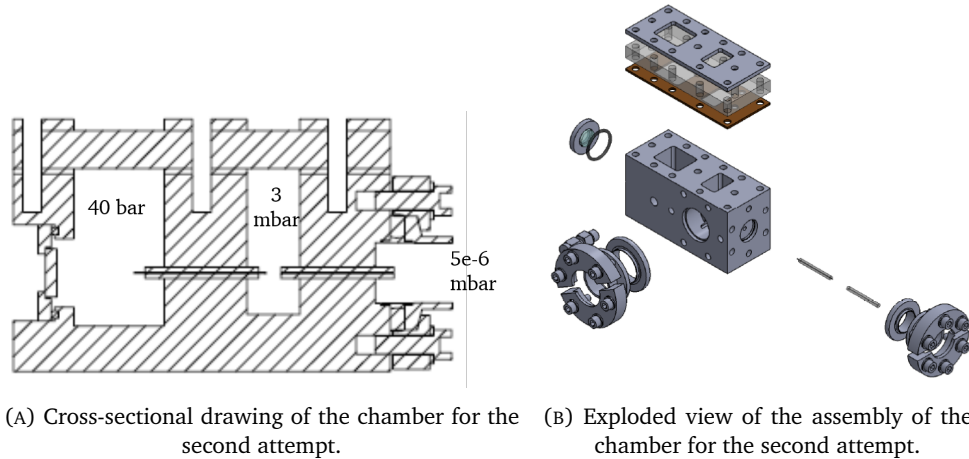 40 bar
3
mbar
5e-6
mbar
(A) Cross-sectional drawing of the chamber for the
second attempt.
(B) Exploded view of the assembly of the
chamber for the second attempt.